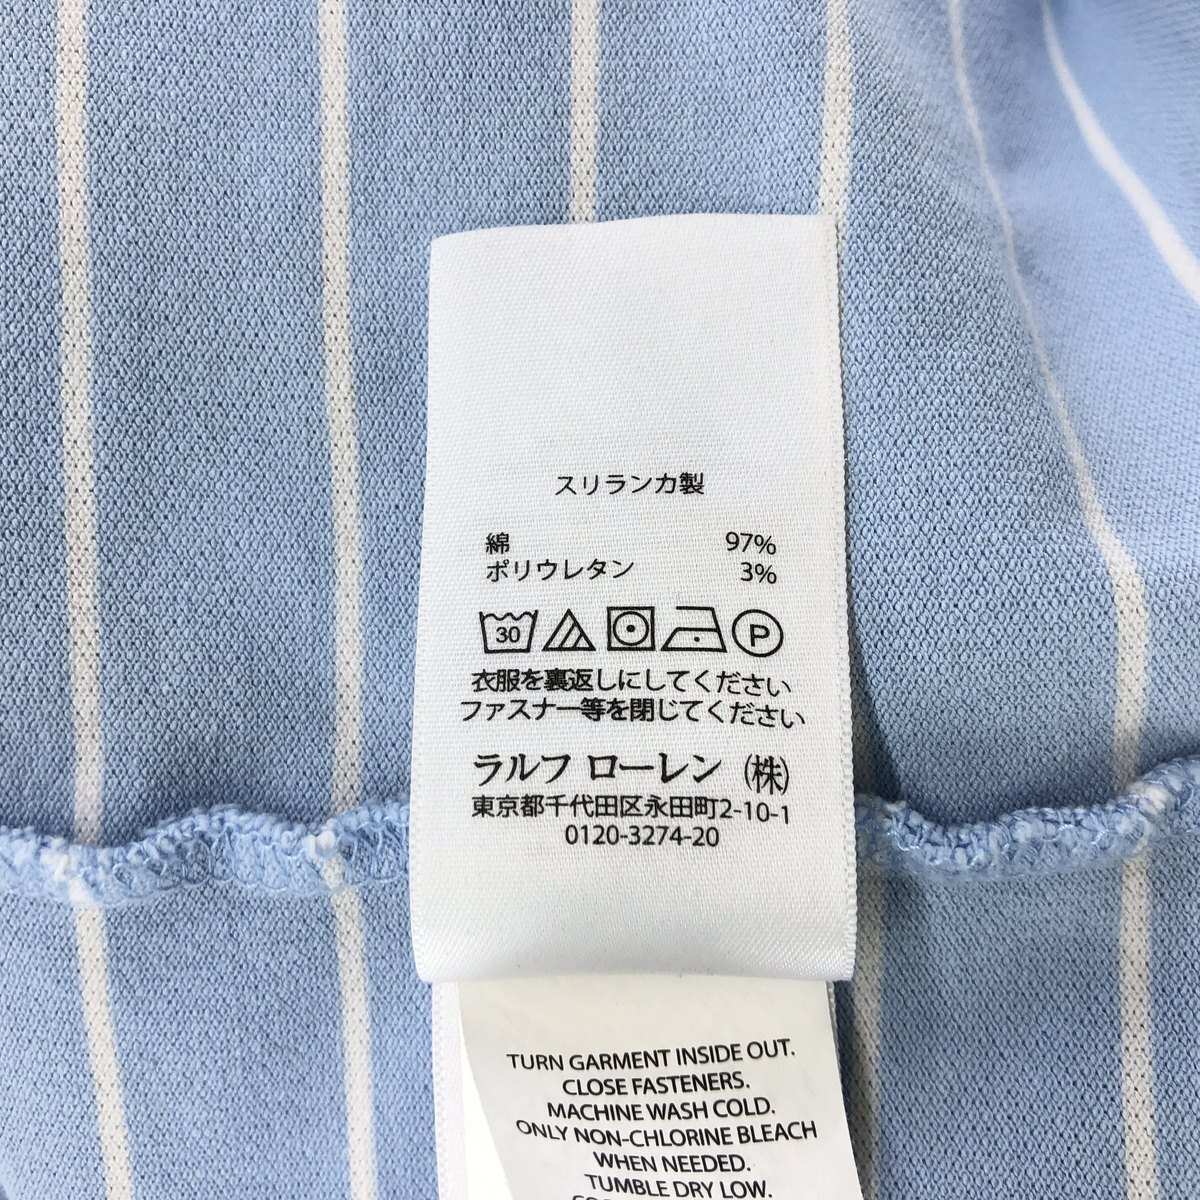 スリランカ製
綿 97%
ポリウレタン 3%
30 P
衣服を裏返しにしてください
ファスナー等を閉じてください
ラルフ ローレン (株)
東京都千代田区永田町2-10-1
0120-3274-20
TURN GARMENT INSIDE OUT.
CLOSE FASTENERS.
MACHINE WASH COLD.
ONLY NON-CHLORINE BLEACH
WHEN NEEDED.
TUMBLE DRY LOW.